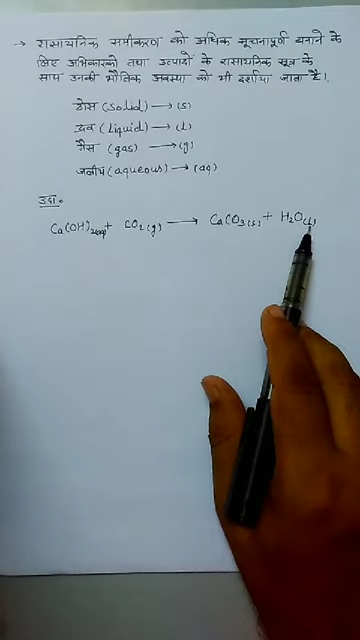 → रासायनिक समीकरण को अधिक सूचनापूर्ण बनाने के
लिए अभिकारको तथा उत्पादों के रासायनिक सूत्र के
साथ उनकी भौतिक अवस्था को भी दर्शाया जाता है।
ठोस (solid) → (s)
द्रव (liquid) → (l)
गैस (gas) → (g)
जलीय (aqueous) → (aq)
उदा॰
Ca(OH)₂(aq) + CO₂(g) → CaCO₃(s) + H₂O(l)